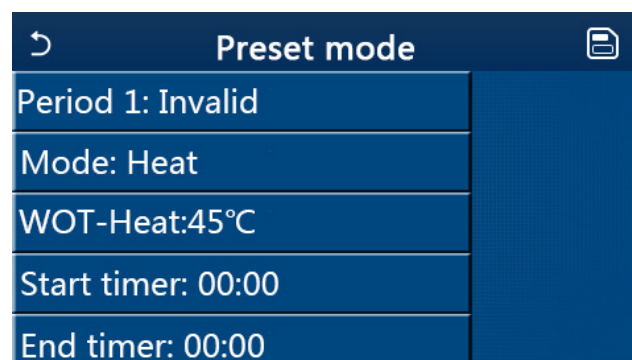 Preset mode
Period 1: Invalid
Mode: Heat
WOT-Heat:45℃
Start timer: 00:00
End timer: 00:00